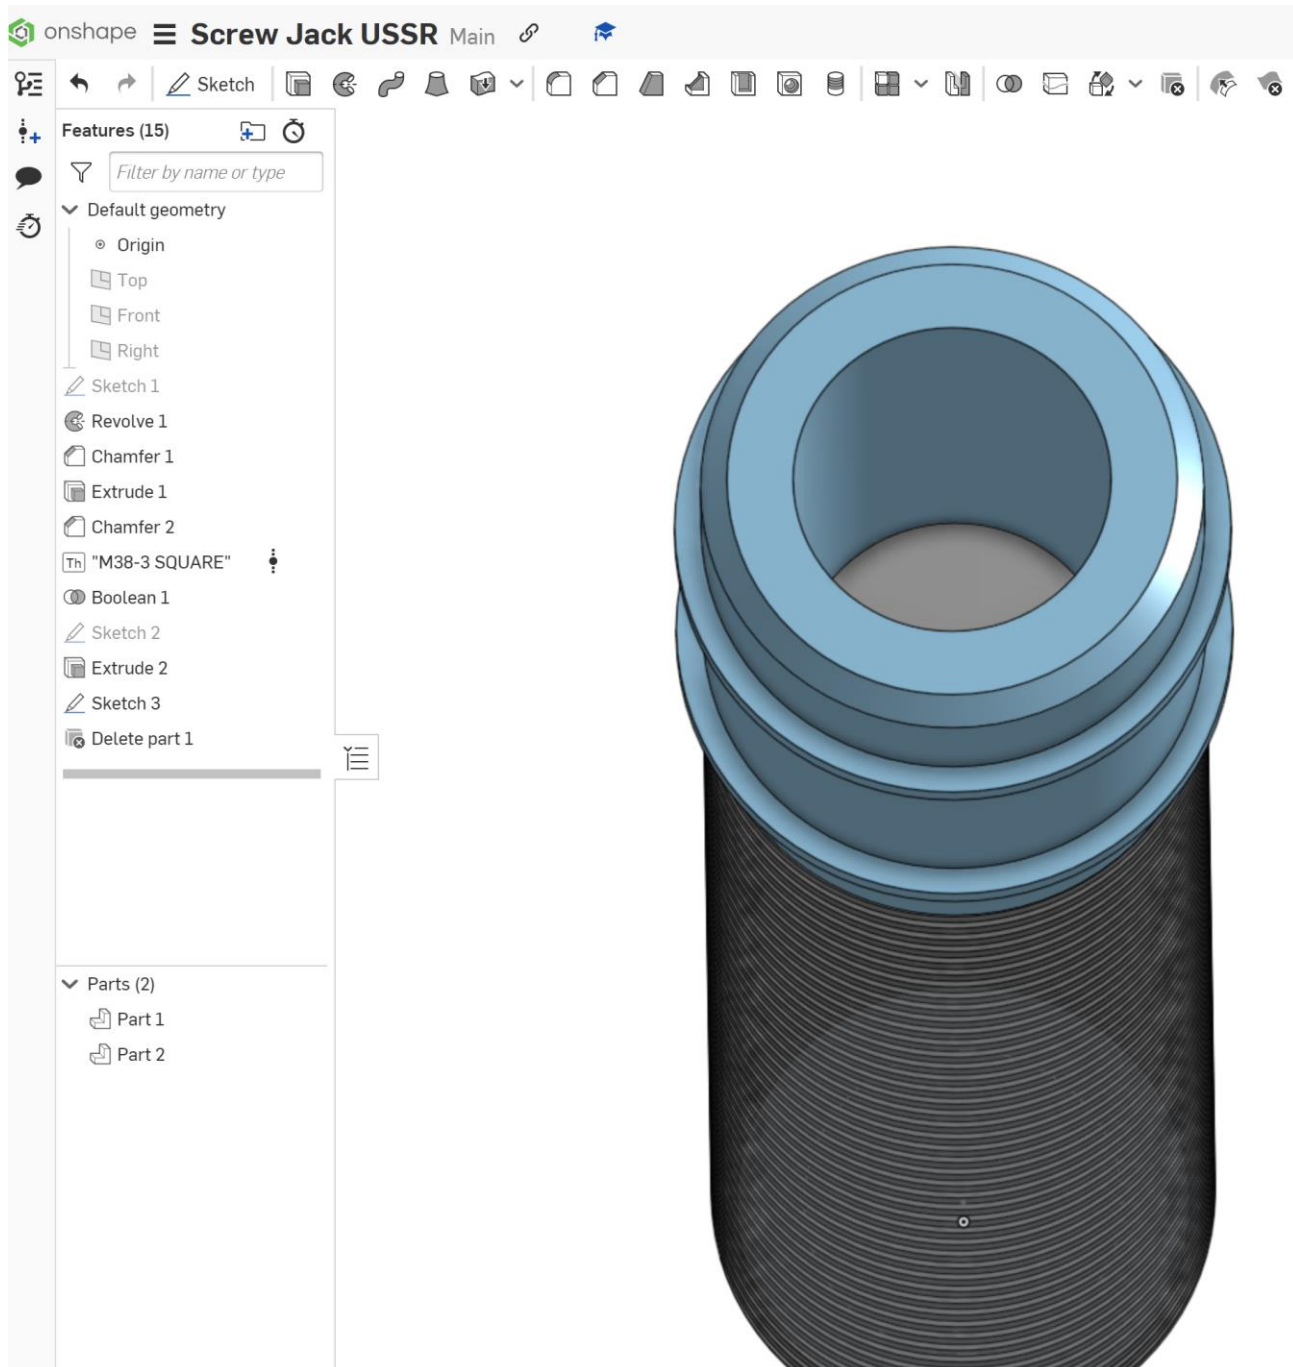 onshape Screw Jack USSR Main
Sketch
Features (15)
Filter by name or type
Default geometry
Origin
Top
Front
Right
Sketch 1
Revolve 1
Chamfer 1
Extrude 1
Chamfer 2
Th "M38-3 SQUARE"
Boolean 1
Sketch 2
Extrude 2
Sketch 3
Delete part 1
Parts (2)
Part 1
Part 2